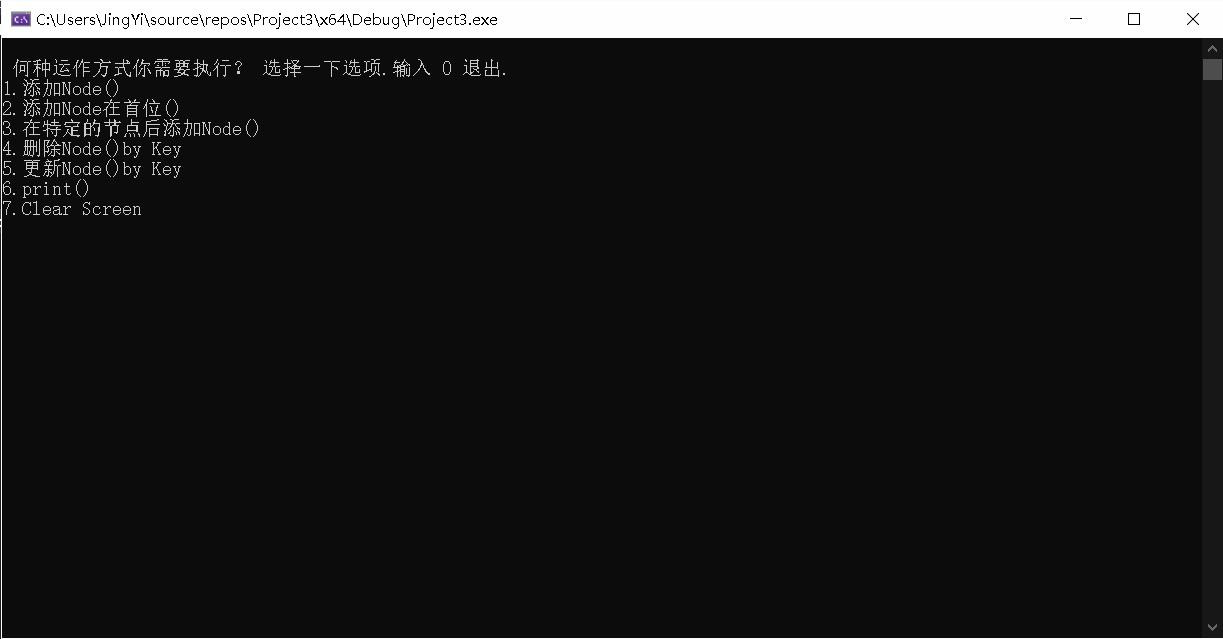 C:\Users\JingYi\source\repos\Project3\x64\Debug\Project3.exe
何种运作方式你需要执行？ 选择一下选项.输入 0 退出.
1.添加Node()
2.添加Node在首位()
3.在特定的节点后添加Node()
4.删除Node()by Key
5.更新Node()by Key
6.print()
7.Clear Screen